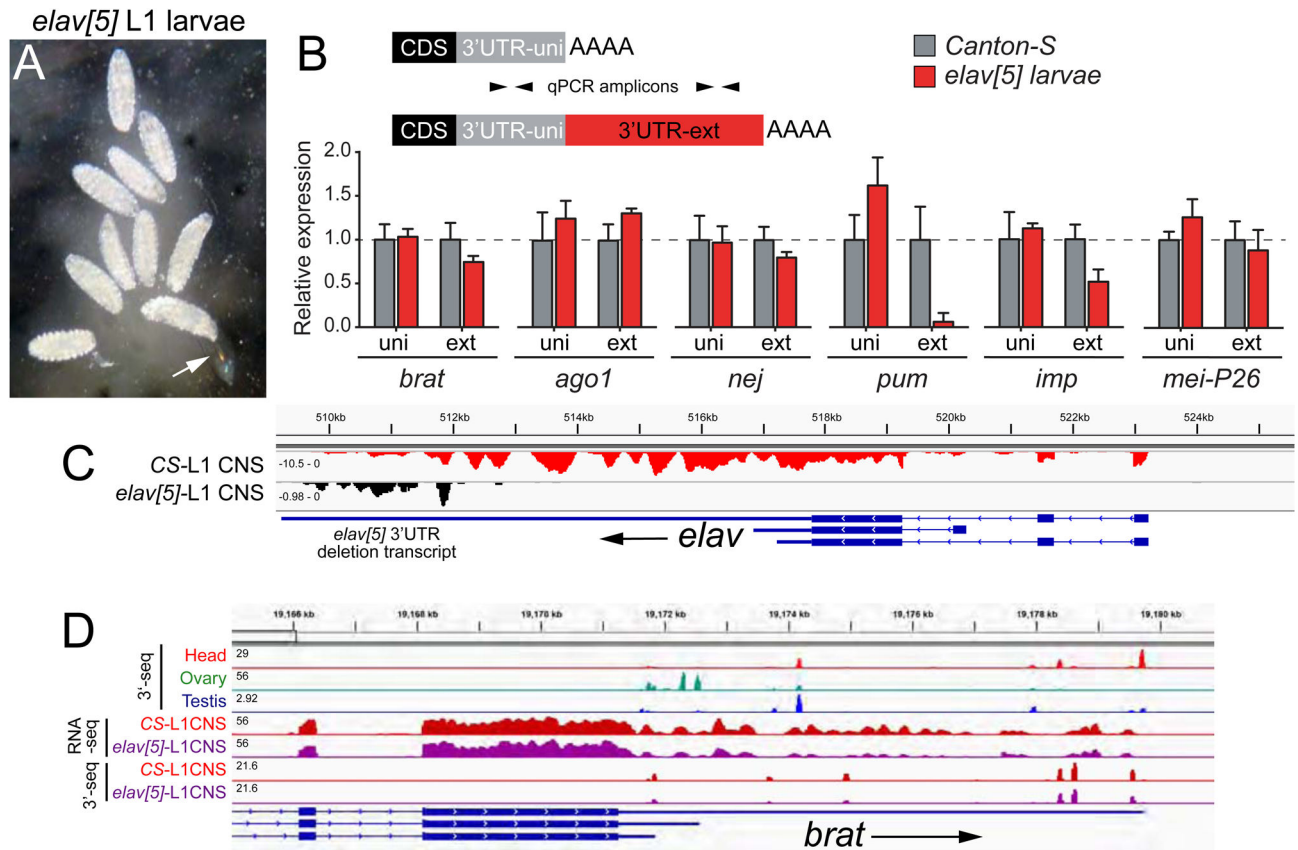 elav[5] L1 larvae
A
B
CDS 3'UTR-uni AAAA
qPCR amplicons
CDS 3'UTR-uni 3'UTR-ext AAAA
Canton-S
elav[5] larvae
Relative expression
2.0
1.5
1.0
0.5
0.0
uni ext uni ext uni ext uni ext uni ext uni ext
brat ago1 nej pum imp mei-P26
C
510kb 512kb 514kb 516kb 518kb 520kb 522kb 524kb
CS-L1 CNS -10.5 - 0
elav[5]-L1 CNS -0.98 - 0
elav[5] 3'UTR
deletion transcript
elav
D
19,166 kb 19,168 kb 19,170 kb 19,172 kb 19,174 kb 19,176 kb 19,178 kb 19,180 kb
3'-seq
Head 29
Ovary 56
Testis 2.92
RNA
-seq
CS-L1CNS 56
elav[5]-L1CNS 56
3'-seq
CS-L1CNS 21.6
elav[5]-L1CNS 21.6
brat